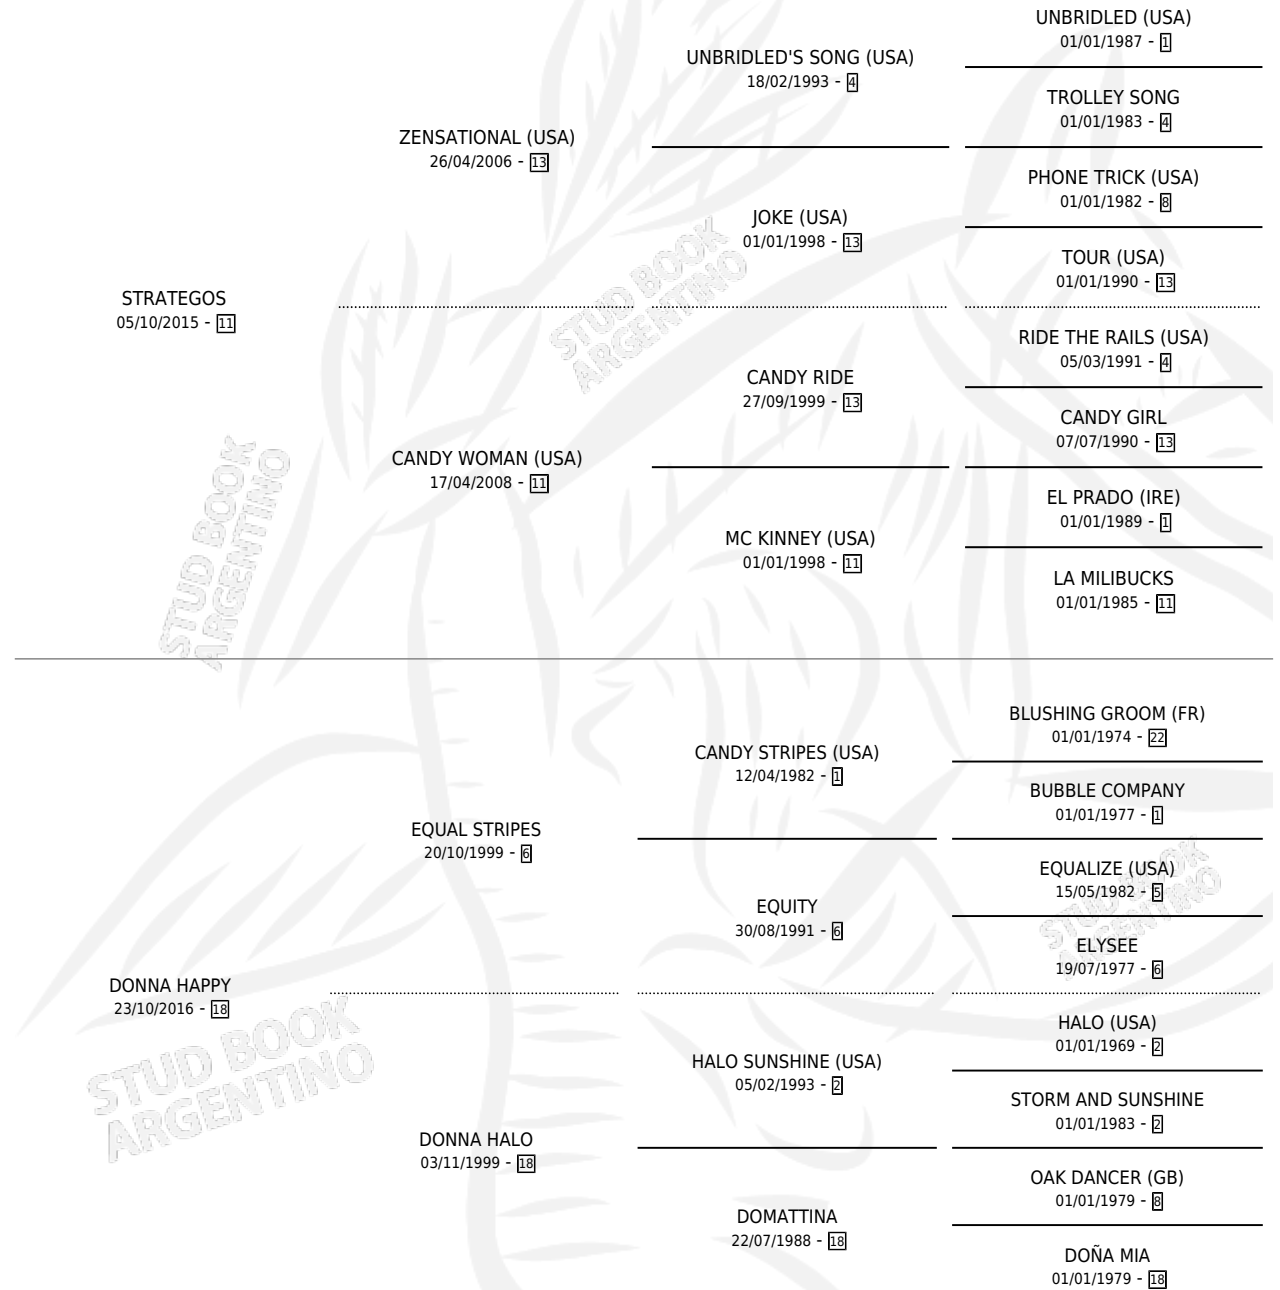 UNBRIDLED (USA)
01/01/1987 - 1
UNBRIDLED'S SONG (USA)
18/02/1993 - 4
TROLLEY SONG
01/01/1983 - 4
ZENSATIONAL (USA)
26/04/2006 - 13
PHONE TRICK (USA)
01/01/1982 - 8
JOKE (USA)
01/01/1998 - 13
TOUR (USA)
01/01/1990 - 13
STRATEGOS
05/10/2015 - 11
RIDE THE RAILS (USA)
05/03/1991 - 4
CANDY RIDE
27/09/1999 - 13
CANDY GIRL
07/07/1990 - 13
CANDY WOMAN (USA)
17/04/2008 - 11
EL PRADO (IRE)
01/01/1989 - 1
MC KINNEY (USA)
01/01/1998 - 11
LA MILIBUCKS
01/01/1985 - 11
BLUSHING GROOM (FR)
01/01/1974 - 22
CANDY STRIPES (USA)
12/04/1982 - 1
BUBBLE COMPANY
01/01/1977 - 1
EQUAL STRIPES
20/10/1999 - 6
EQUALIZE (USA)
15/05/1982 - 5
EQUITY
30/08/1991 - 6
ELYSEE
19/07/1977 - 6
DONNA HAPPY
23/10/2016 - 18
HALO (USA)
01/01/1969 - 2
HALO SUNSHINE (USA)
05/02/1993 - 2
STORM AND SUNSHINE
01/01/1983 - 2
DONNA HALO
03/11/1999 - 18
OAK DANCER (GB)
01/01/1979 - 8
DOMATTINA
22/07/1988 - 18
DOÑA MIA
01/01/1979 - 18
STUD BOOK
ARGENTINO
STUD BOOK
ARGENTINO
STUD BOOK
ARGENTINO
STUD BOOK
ARGENTINO